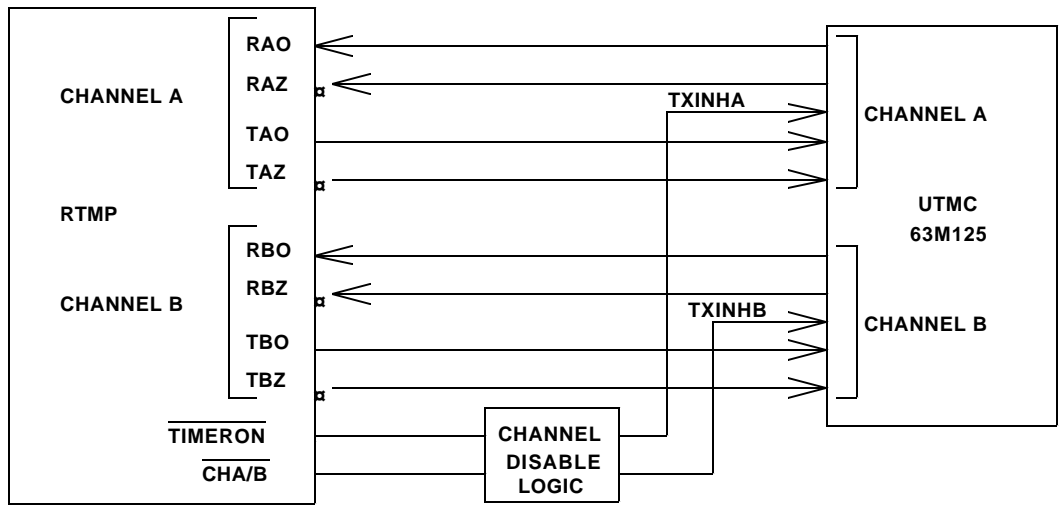 RAO
RAZ
CHANNEL A
TAO
TAZ
RTMP
RBO
RBZ
CHANNEL B
TBO
TBZ
TIMERON
CHA/B
TXINHA
TXINHB
CHANNEL
DISABLE
LOGIC
CHANNEL A
UTMC
63M125
CHANNEL B